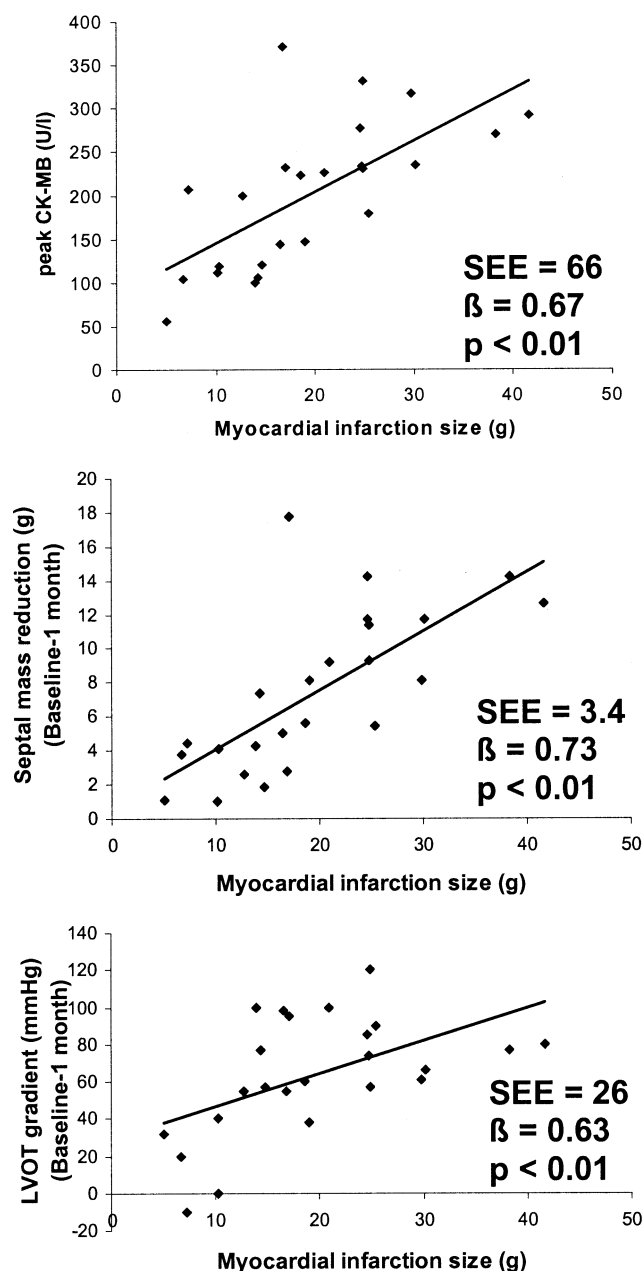 400
350
300
250
200
150
100
50
0
peak CK-MB (U/l)
SEE = 66
ß = 0.67
p < 0.01
0 10 20 30 40 50
Myocardial infarction size (g)
20
18
16
14
12
10
8
6
4
2
0
Septal mass reduction (g)
(Baseline-1 month)
SEE = 3.4
ß = 0.73
p < 0.01
0 10 20 30 40 50
Myocardial infarction size (g)
140
120
100
80
60
40
20
0
-20
LVOT gradient (mmHg)
(Baseline-1 month)
SEE = 26
ß = 0.63
p < 0.01
0 10 20 30 40 50
Myocardial infarction size (g)